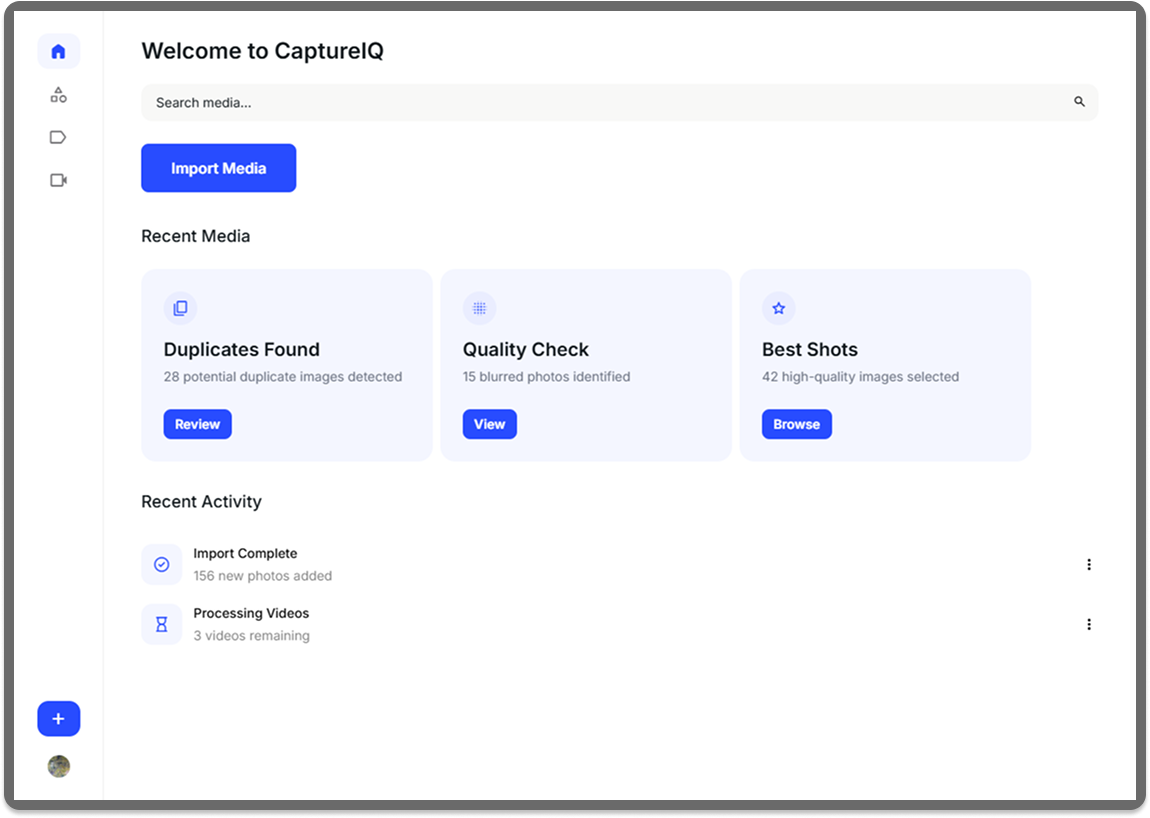 Welcome to CaptureIQ
Search media...
Import Media
Recent Media
Duplicates Found
28 potential duplicate images detected
Review
Quality Check
15 blurred photos identified
View
Best Shots
42 high-quality images selected
Browse
Recent Activity
Import Complete
156 new photos added
Processing Videos
3 videos remaining